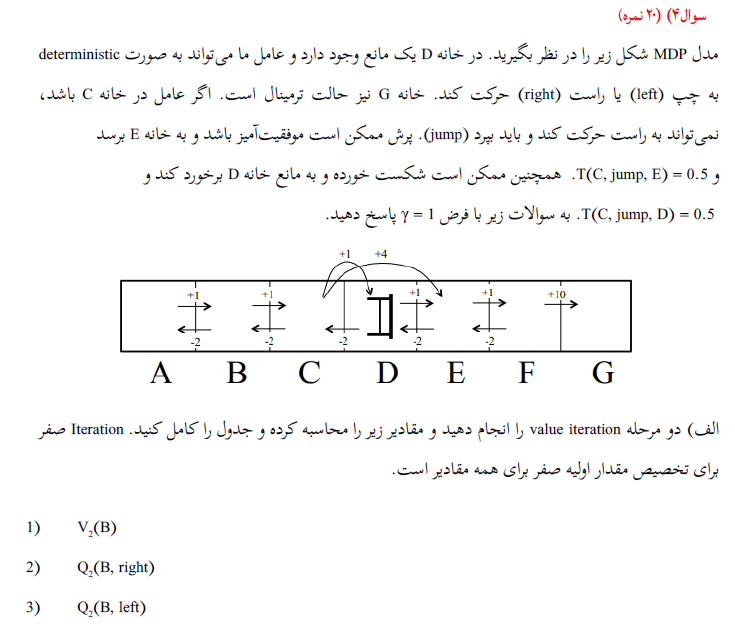 سوال۴) (۲۰ نمره)
مدل MDP شکل زیر را در نظر بگیرید. در خانه D یک مانع وجود دارد و عامل ما می‌تواند به صورت deterministic
به چپ (left) یا راست (right) حرکت کند. خانه G نیز حالت ترمینال است. اگر عامل در خانه C باشد،
نمی‌تواند به راست حرکت کند و باید بپرد (jump). پرش ممکن است موفقیت‌آمیز باشد و به خانه E برسد
و T(C, jump, E) = 0.5. همچنین ممکن است شکست خورده و به مانع خانه D برخورد کند و
T(C, jump, D) = 0.5. به سوالات زیر با فرض γ = 1 پاسخ دهید.
+1 +4
+1 +1 +1 +1 +10
-2 -2 -2 -2 -2
A B C D E F G
الف) دو مرحله value iteration را انجام دهید و مقادیر زیر را محاسبه کرده و جدول را کامل کنید. Iteration صفر
برای تخصیص مقدار اولیه صفر برای همه مقادیر است.
1) V₂(B)
2) Q₂(B, right)
3) Q₂(B, left)